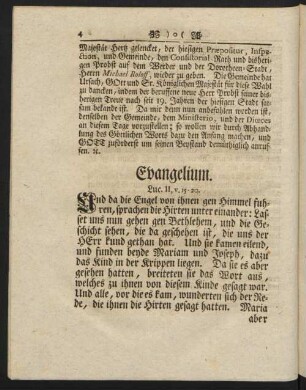 4 ❦ ) o ( ❦
Majestät Hertz gelencket, der hiesigen Præpositur, Inspe-
ction, und Gemeinde, den Consistorial-Rath und bißheri-
gen Probst auf dem Werder und der Dorotheen-Stadt,
Herrn Michael Roloff, wieder zu geben. Die Gemeinde hat
Ursach, GOtt und Sr. Königlichen Majestät für diese Wahl
zu dancken, indem der beruffene neue Herr Probst seiner bis-
herigen Treue nach seit 19. Jahren der hiesigen Stadt sat-
sam bekandt ist. Da mir denn nun anbefohlen worden ist,
denselben der Gemeinde, dem Ministerio, und der Diœces
an diesem Tage vorzustellen; so wollen wir durch Abhand-
lung des Göttlichen Worts dazu den Anfang machen, und
GOTT zuförderst um seinen Beystand demüthiglich anruf-
fen. ꝛc.
Evangelium.
Luc. II, v. 15-20.
Und da die Engel von ihnen gen Himmel fuh-
ren, sprachen die Hirten unter einander: Las-
set uns nun gehen gen Bethlehem, und die Ge-
schicht sehen, die da geschehen ist, die uns der
HErr kund gethan hat. Und sie kamen eilend,
und funden beyde Mariam und Joseph, dazu
das Kind in der Krippen liegen. Da sie es aber
gesehen hatten, breiteten sie das Wort aus,
welches zu ihnen von diesem Kinde gesagt war.
Und alle, vor die es kam, wunderten sich der Re-
de, die ihnen die Hirten gesagt hatten. Maria
aber